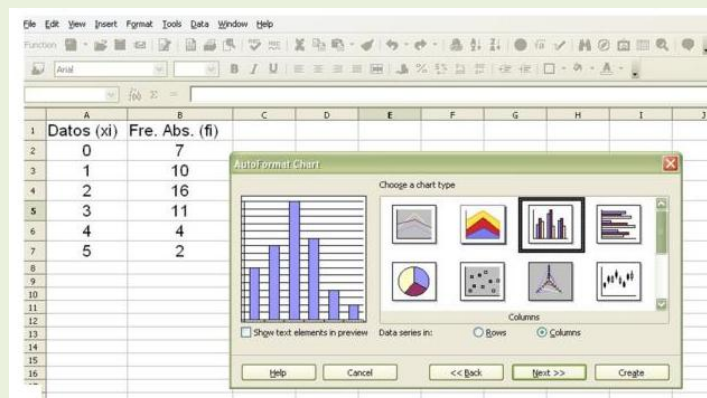 File Edit View Insert Format Tools Data Window Help
Function
Arial
B I U
A B C D E F G H I J
1 Datos (xi) Fre. Abs. (fi)
2 0 7
3 1 10
4 2 16
5 3 11
6 4 4
7 5 2
8
9
10
11
12
13
14
15
16
AutoFormat Chart
Choose a chart type
Columns
Show text elements in preview Data series in: Rows Columns
Help Cancel << Back Next >> Create